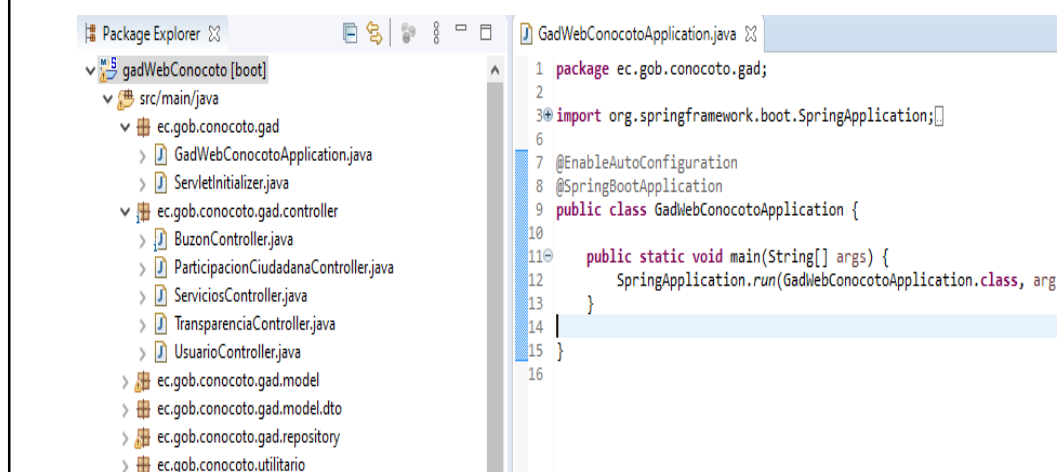 Package Explorer
gadWebConocoto [boot]
src/main/java
ec.gob.conocoto.gad
GadWebConocotoApplication.java
ServletInitializer.java
ec.gob.conocoto.gad.controller
BuzonController.java
ParticipacionCiudadanaController.java
ServiciosController.java
TransparenciaController.java
UsuarioController.java
ec.gob.conocoto.gad.model
ec.gob.conocoto.gad.model.dto
ec.gob.conocoto.gad.repository
ec.gob.conocoto.utilitario
GadWebConocotoApplication.java
1 package ec.gob.conocoto.gad;
2
3 import org.springframework.boot.SpringApplication;
6
7 @EnableAutoConfiguration
8 @SpringBootApplication
9 public class GadWebConocotoApplication {
10
11 public static void main(String[] args) {
12 SpringApplication.run(GadWebConocotoApplication.class, arg
13 }
14
15 }
16